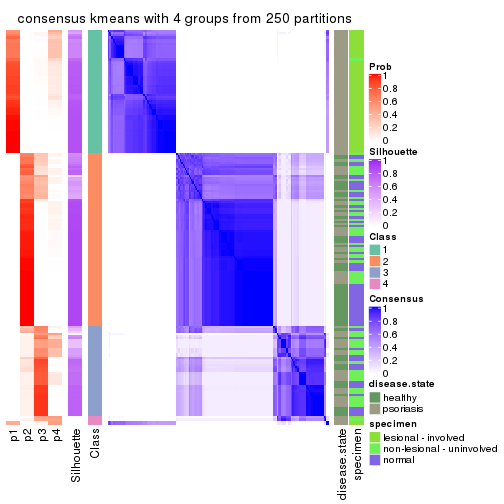 consensus kmeans with 4 groups from 250 partitions
Prob
1
0.8
0.6
0.4
0.2
0
Silhouette
1
0.8
0.6
0.4
0.2
0
Class
1
2
3
4
Consensus
1
0.8
0.6
0.4
0.2
0
disease.state
healthy
psoriasis
specimen
lesional - involved
non-lesional - uninvolved
normal
p1
p2
p3
p4
Silhouette
Class
disease.state
specimen